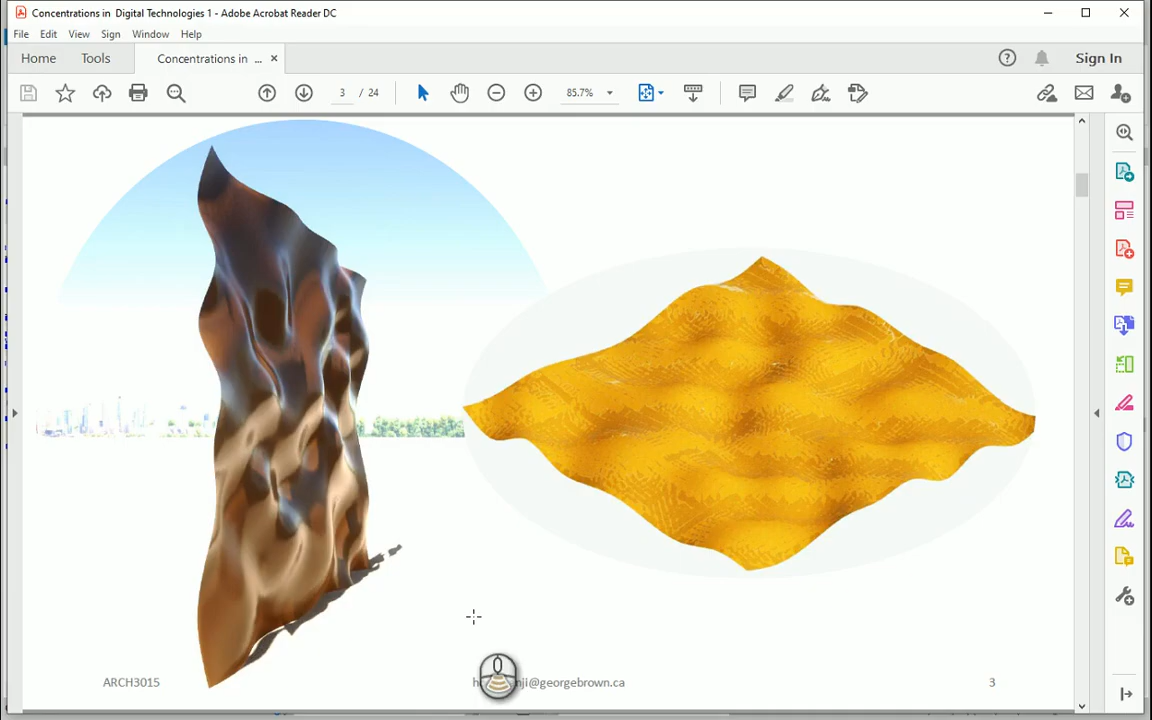 Concentrations in Digital Technologies 1 - Adobe Acrobat Reader DC
File Edit View Sign Window Help
Home Tools Concentrations in ... × Sign In
3 / 24 85.7%
ARCH3015 @georgebrown.ca 3